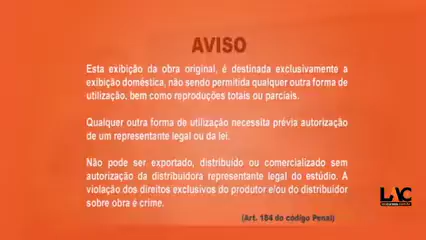 AVISO
Esta exibição da obra original, é destinada exclusivamente a
exibição doméstica, não sendo permitida qualquer outra forma de
utilização, bem como reproduções totais ou parciais.
Qualquer outra forma de utilização necessita prévia autorização
de um representante legal ou da lei.
Não pode ser exportado, distribuído ou comercializado sem
autorização da distribuidora representante legal do estúdio. A
violação dos direitos exclusivos do produtor e/ou do distribuidor
sobre obra é crime.
(Art. 184 do código Penal)